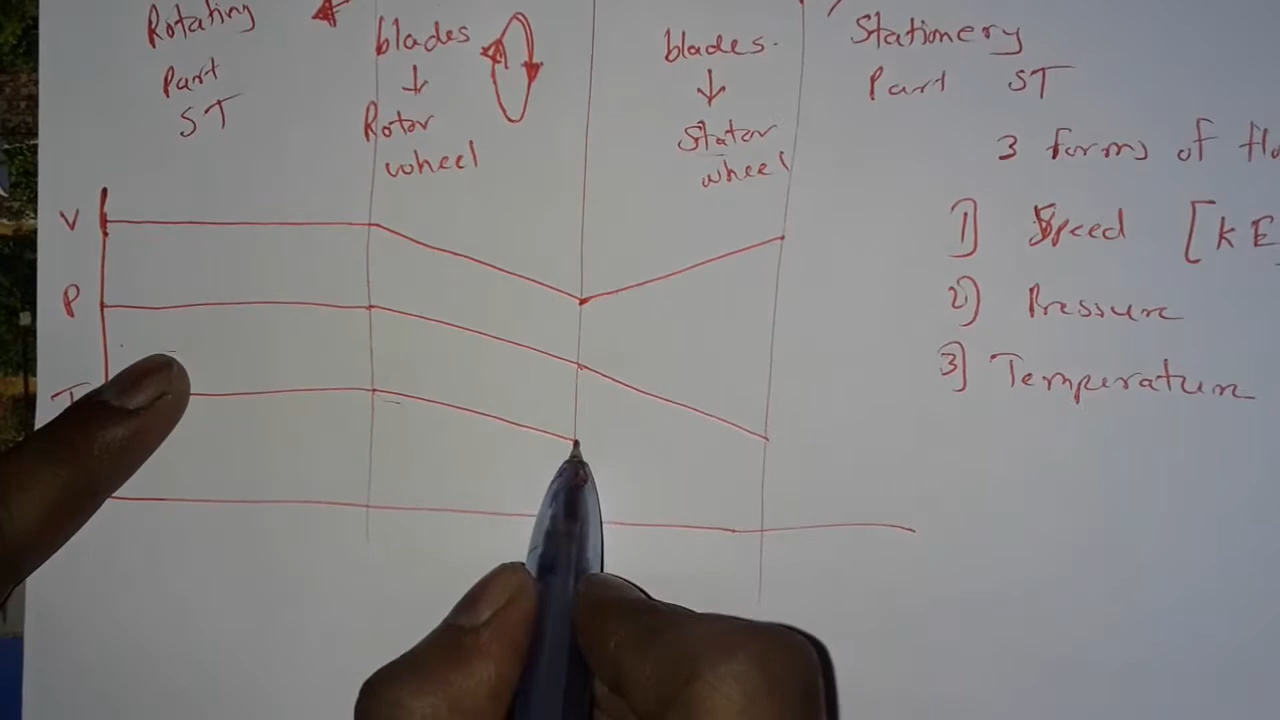 Rotating
Part
ST
blades
Rotor
wheel
blades.
Stator
wheel
Stationery
Part ST
3 forms of
1] Speed [KE
2] Pressure
3] Temperature
V
P
T